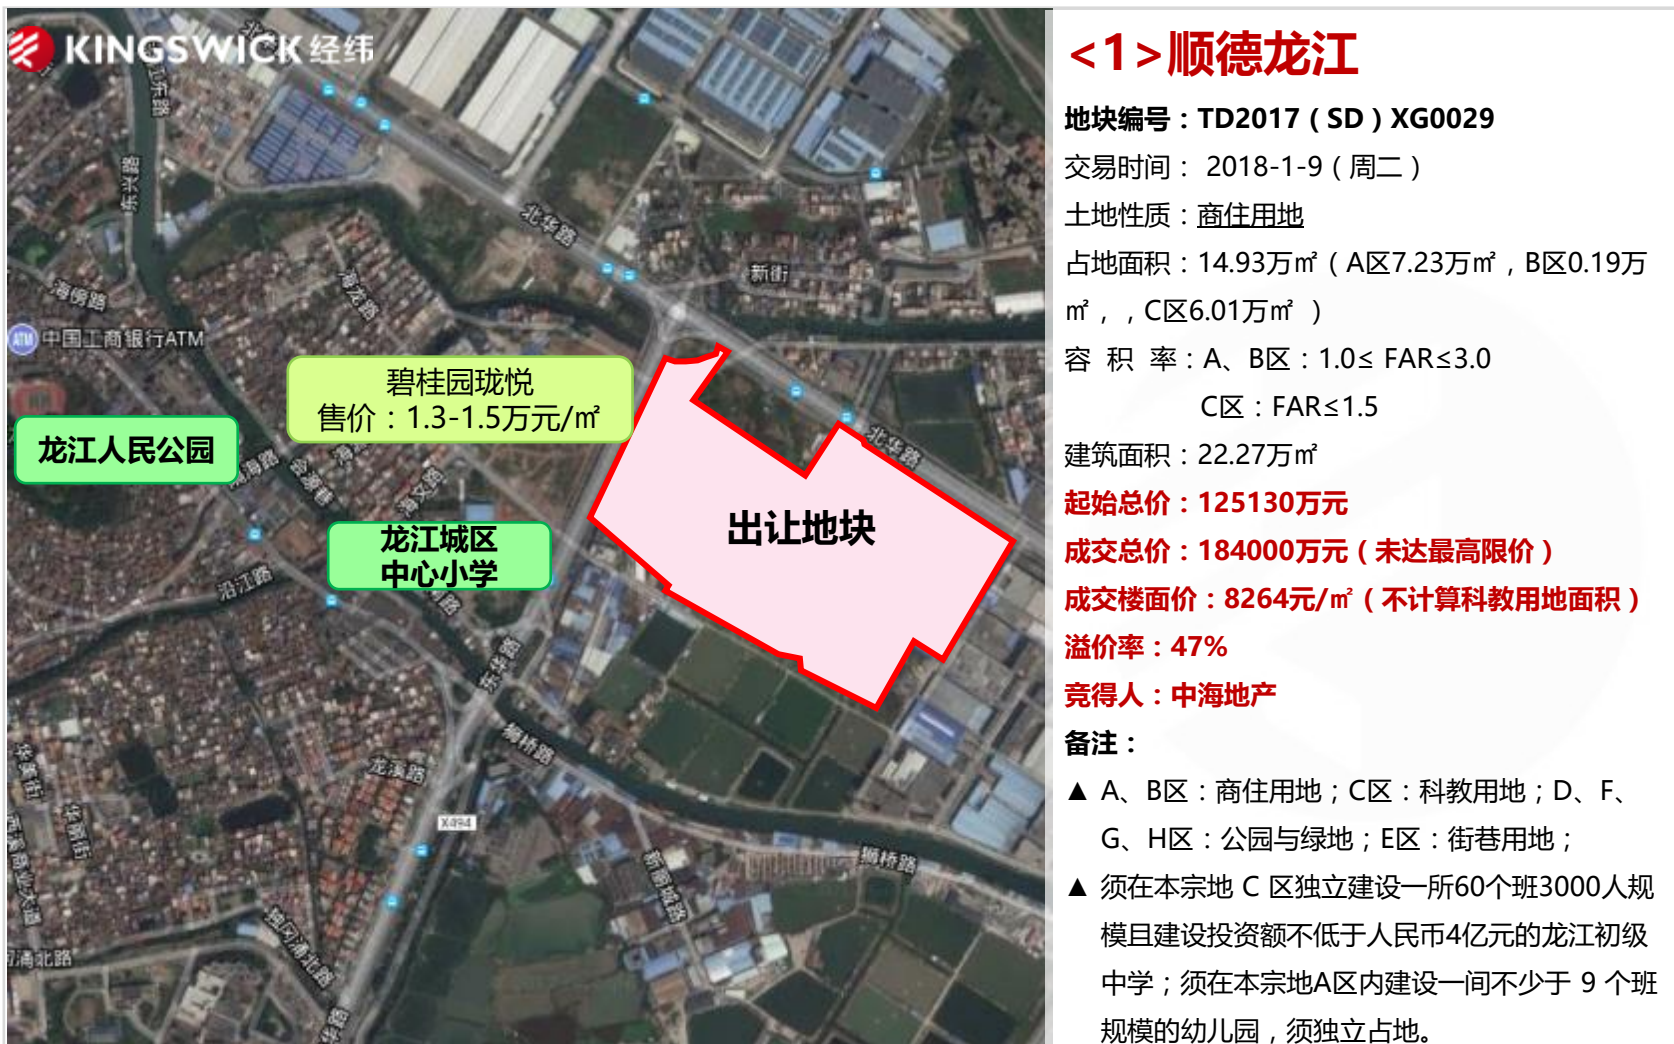 KINGSWICK 经纬
东兴路
北华路
新街
海龙路
海傍路
ATM
中国工商银行ATM
碧桂园珑悦
售价：1.3-1.5万元/㎡
龙江人民公园
北华路
出让地块
龙江城区
中心小学
沿江路
东华路
狮桥路
龙溪路
X494
狮桥路
华丽街
<1>顺德龙江
地块编号：TD2017（SD）XG0029
交易时间： 2018-1-9（周二）
土地性质：商住用地
占地面积：14.93万㎡（A区7.23万㎡，B区0.19万
㎡，，C区6.01万㎡ ）
容 积 率：A、B区：1.0≤ FAR≤3.0
C区：FAR≤1.5
建筑面积：22.27万㎡
起始总价：125130万元
成交总价：184000万元（未达最高限价）
成交楼面价：8264元/㎡（不计算科教用地面积）
溢价率：47%
竞得人：中海地产
备注：
▲ A、B区：商住用地；C区：科教用地；D、F、
G、H区：公园与绿地；E区：街巷用地；
▲ 须在本宗地 C 区独立建设一所60个班3000人规
模且建设投资额不低于人民币4亿元的龙江初级
中学；须在本宗地A区内建设一间不少于 9 个班
规模的幼儿园，须独立占地。